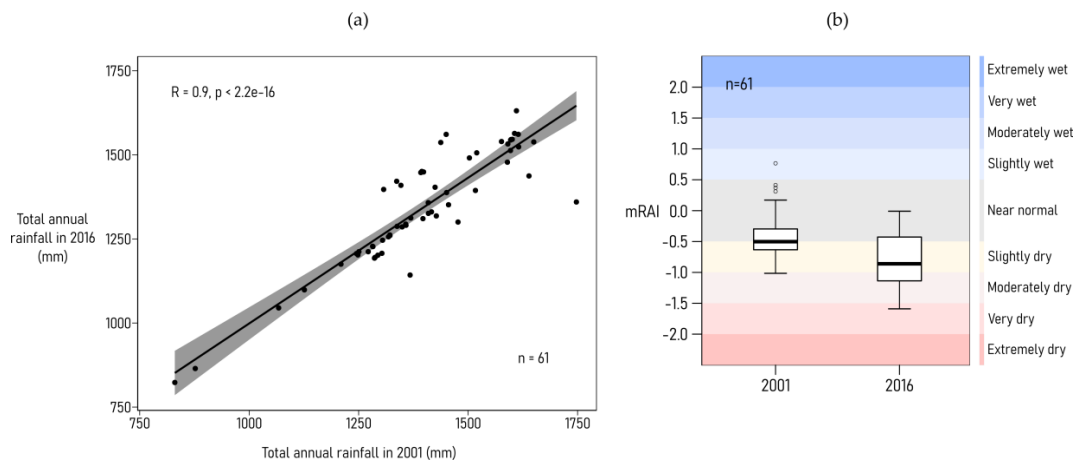 (a)
R = 0.9, p < 2.2e-16
Total annual
rainfall in 2016
(mm)
1750
1500
1250
1000
750
n = 61
750
1000
1250
1500
1750
Total annual rainfall in 2001 (mm)
(b)
n=61
mRAI
2.0
1.5
1.0
0.5
0.0
-0.5
-1.0
-1.5
-2.0
2001
2016
Extremely wet
Very wet
Moderately wet
Slightly wet
Near normal
Slightly dry
Moderately dry
Very dry
Extremely dry